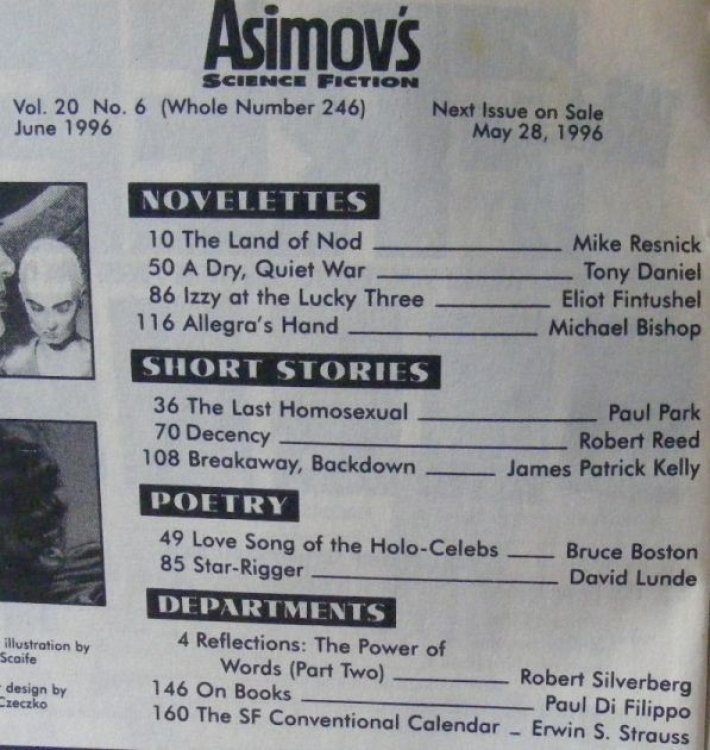 Asimov's
SCIENCE FICTION
Vol. 20 No. 6 (Whole Number 246)
June 1996
Next Issue on Sale
May 28, 1996
NOVELETTES
10 The Land of Nod Mike Resnick
50 A Dry, Quiet War Tony Daniel
86 Izzy at the Lucky Three Eliot Fintushel
116 Allegra's Hand Michael Bishop
SHORT STORIES
36 The Last Homosexual Paul Park
70 Decency Robert Reed
108 Breakaway, Backdown James Patrick Kelly
POETRY
49 Love Song of the Holo-Celebs Bruce Boston
85 Star-Rigger David Lunde
DEPARTMENTS
4 Reflections: The Power of
Words (Part Two) Robert Silverberg
146 On Books Paul Di Filippo
160 The SF Conventional Calendar Erwin S. Strauss
illustration by
Scaife
design by
Czeczko